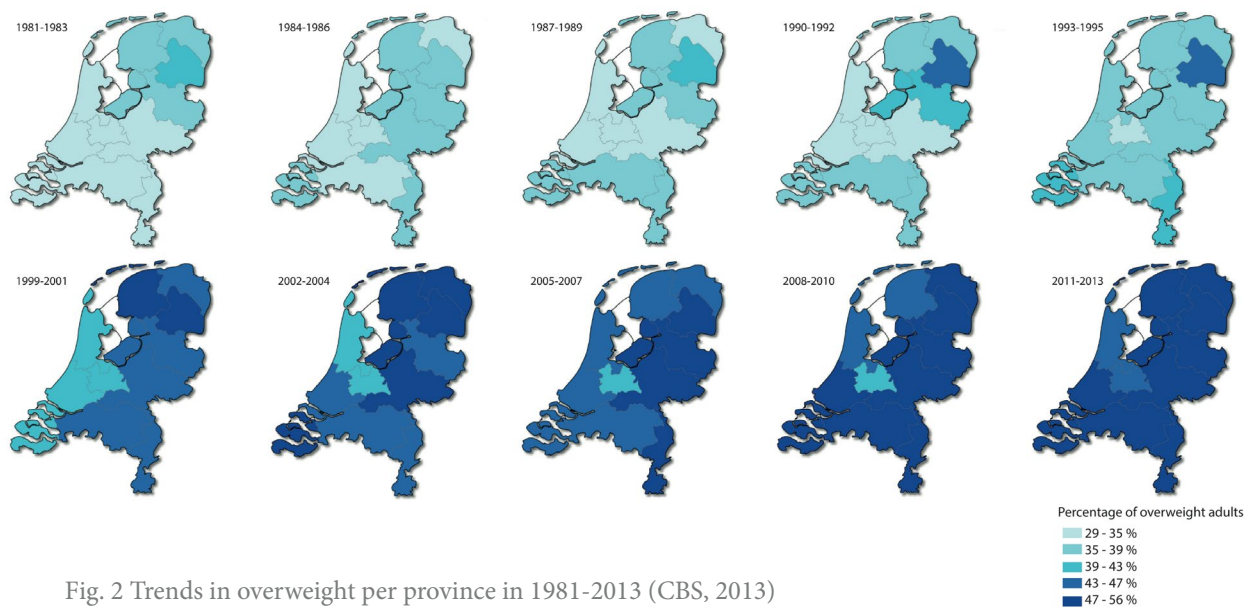 1981-1983
1984-1986
1987-1989
1990-1992
1993-1995
1999-2001
2002-2004
2005-2007
2008-2010
2011-2013
Percentage of overweight adults
29 - 35 %
35 - 39 %
39 - 43 %
43 - 47 %
47 - 56 %
Fig. 2 Trends in overweight per province in 1981-2013 (CBS, 2013)